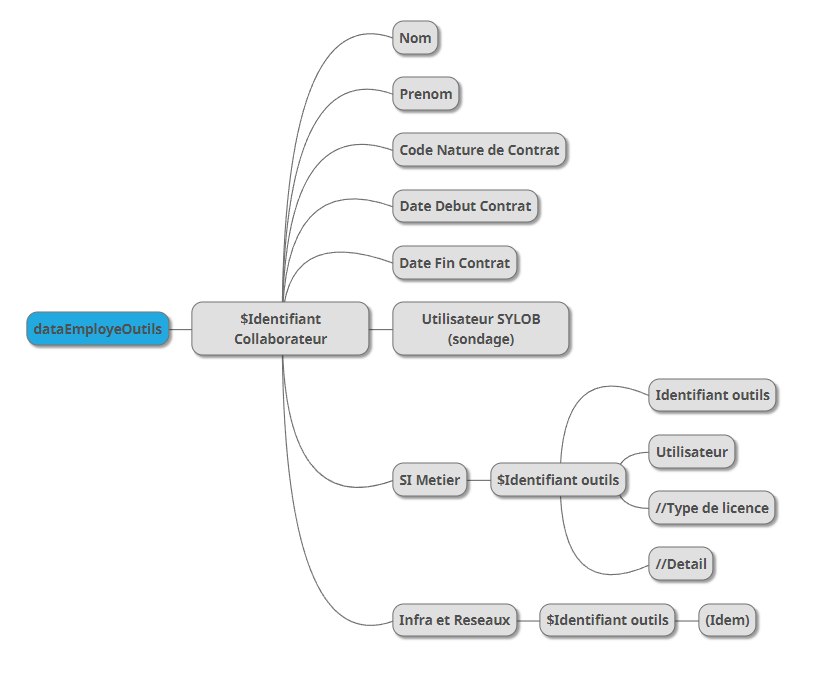 Nom
Prenom
Code Nature de Contrat
Date Debut Contrat
Date Fin Contrat
dataEmployeOutils
$Identifiant
Collaborateur
Utilisateur SYLOB
(sondage)
Identifiant outils
Utilisateur
SI Metier
$Identifiant outils
//Type de licence
//Detail
Infra et Reseaux
$Identifiant outils
(Idem)